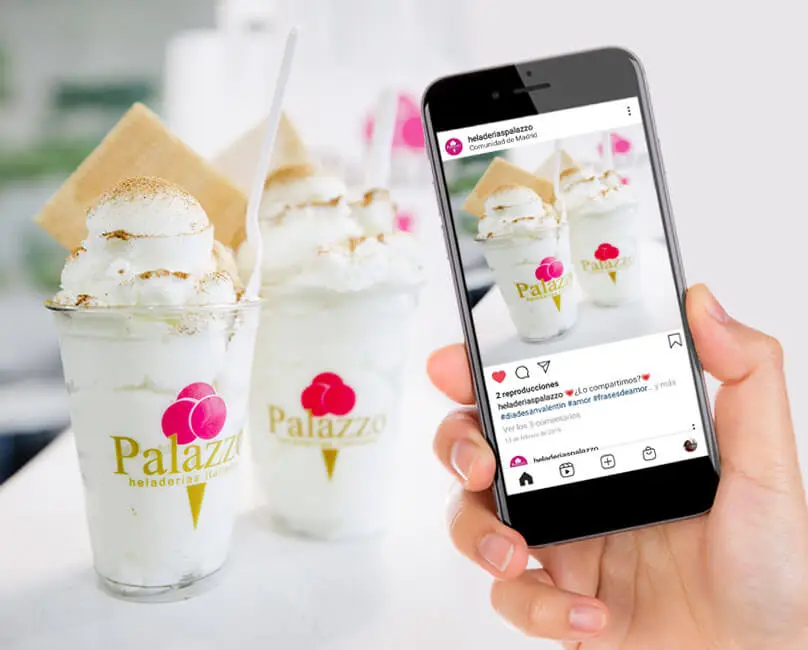 Palazzo
heladerías italianas
Palazzo
heladeriaspalazzo
Comunidad de Madrid
Palazzo
Palazzo
2 reproducciones
heladeriaspalazzo ¿Lo compartimos?
#diadesanvalentin #amor #frasesdeamor... y más
Ver los 3 comentarios
13 de febrero de 2019
heladeriaspalazzo